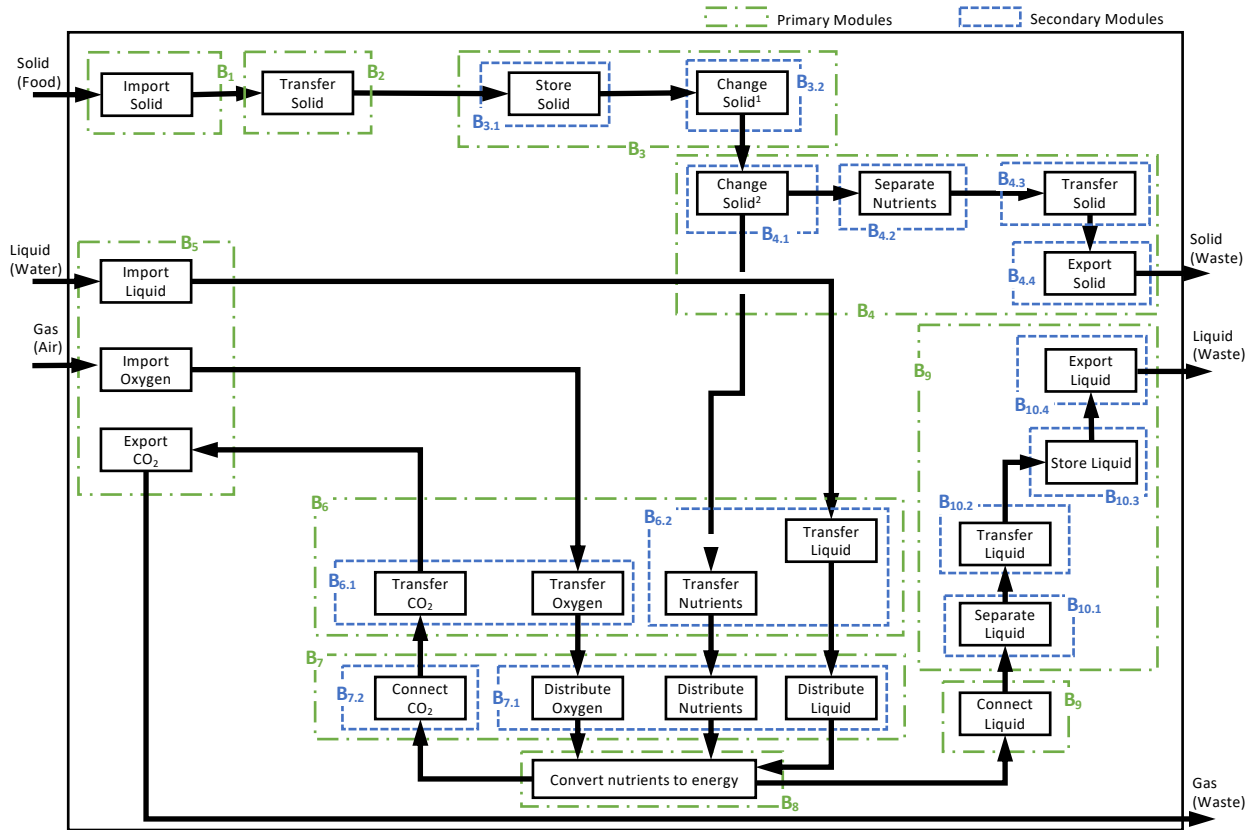 Primary Modules
Secondary Modules
Solid
(Food)
Import
Solid
B1
Transfer
Solid
B2
Store
Solid
B3.1
Change
Solid1
B3.2
B3
Change
Solid2
B4.1
Separate
Nutrients
B4.2
B4.3
Transfer
Solid
B4.4
Export
Solid
B4
Solid
(Waste)
B5
Liquid
(Water)
Import
Liquid
Gas
(Air)
Import
Oxygen
Export
CO2
B9
Export
Liquid
B10.4
Liquid
(Waste)
Store Liquid
B10.3
B10.2
Transfer
Liquid
B10.1
Separate
Liquid
B6
B6.2
Transfer
Liquid
B6.1
Transfer
CO2
Transfer
Oxygen
Transfer
Nutrients
B7
B7.2
Connect
CO2
B7.1
Distribute
Oxygen
Distribute
Nutrients
Distribute
Liquid
Connect
Liquid
B9
Convert nutrients to energy
B8
Gas
(Waste)